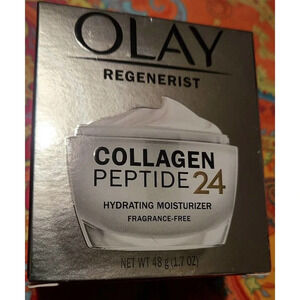 OLAY
REGENERIST
COLLAGEN
PEPTIDE 24
HYDRATING MOISTURIZER
FRAGRANCE-FREE
NET WT 48 g (1.7 OZ)